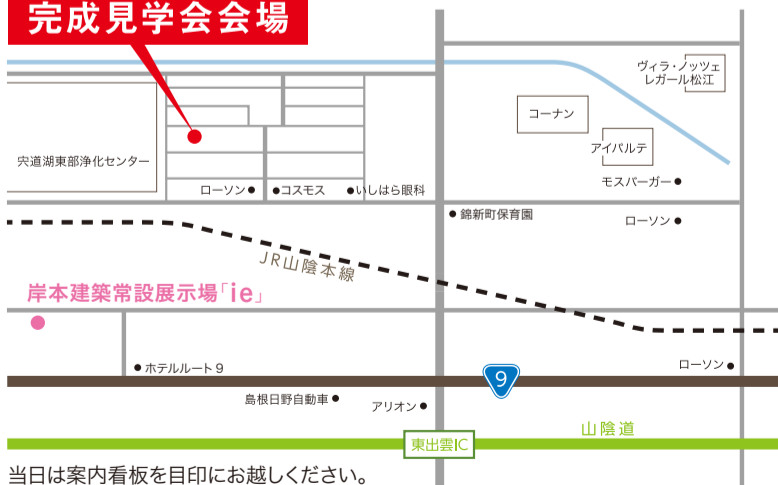 完成見学会会場
ヴィラ・ノッツェ
レガール松江
コーナン
アイパルテ
宍道湖東部浄化センター
モスバーガー
ローソン
コスモス
いしはら眼科
錦新町保育園
ローソン
JR山陰本線
岸本建築常設展示場「ie」
ホテルルート9
9
ローソン
島根日野自動車
アリオン
山陰道
東出雲IC
当日は案内看板を目印にお越しください。